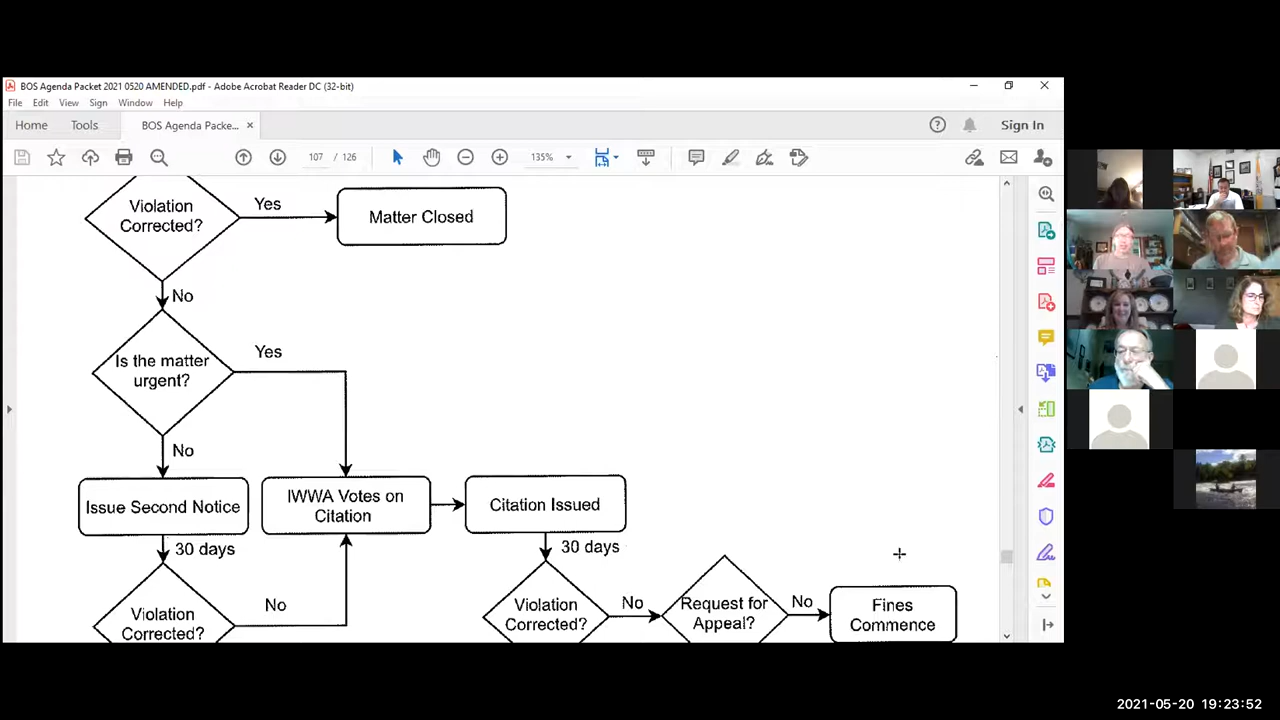 BOS Agenda Packet 2021 0520 AMENDED.pdf - Adobe Acrobat Reader DC (32-bit)
File Edit View Sign Window Help
Home Tools BOS Agenda Packe... × Sign In
107 / 126 135%
Violation
Corrected?
Yes
Matter Closed
No
Is the matter
urgent?
Yes
No
Issue Second Notice
IWWA Votes on
Citation
Citation Issued
30 days
30 days
Violation
Corrected?
No
Violation
Corrected?
No
Request for
Appeal?
No
Fines
Commence
2021-05-20 19:23:52